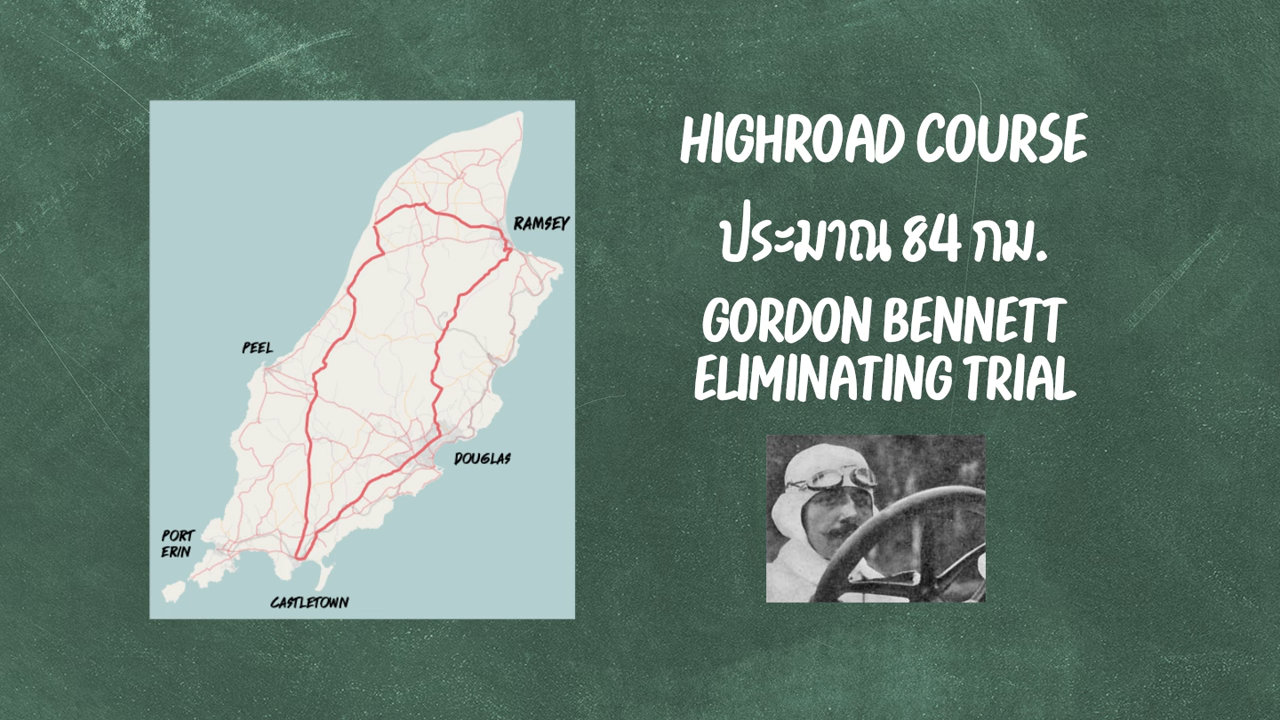 HIGHROAD COURSE
ประมาณ 84 กม.
GORDON BENNETT
ELIMINATING TRIAL
RAMSEY
PEEL
DOUGLAS
PORT
ERIN
CASTLETOWN